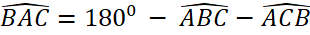 $\widehat{BAC} = 180^0 - \widehat{ABC} - \widehat{ACB}$